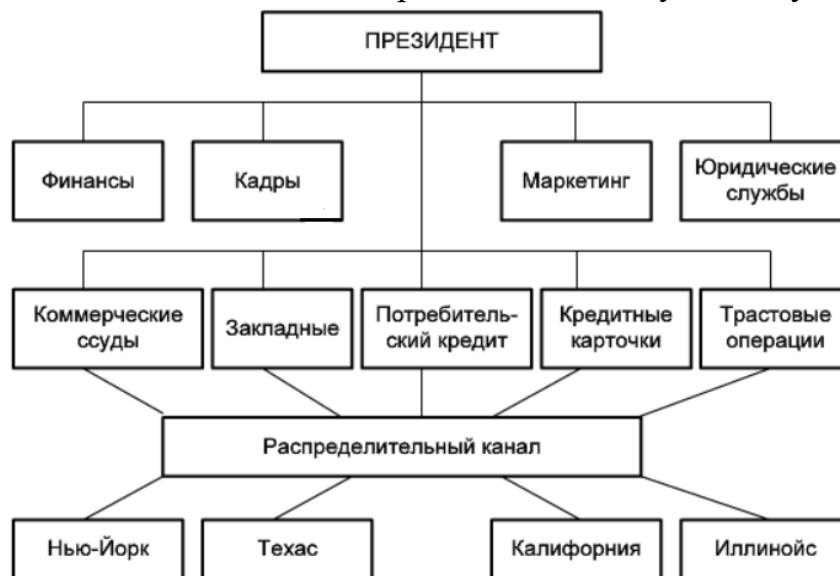 ПРЕЗИДЕНТ
Финансы
Кадры
Маркетинг
Юридические
службы
Коммерческие
ссуды
Закладные
Потребитель-
ский кредит
Кредитные
карточки
Трастовые
операции
Распределительный канал
Нью-Йорк
Техас
Калифорния
Иллинойс